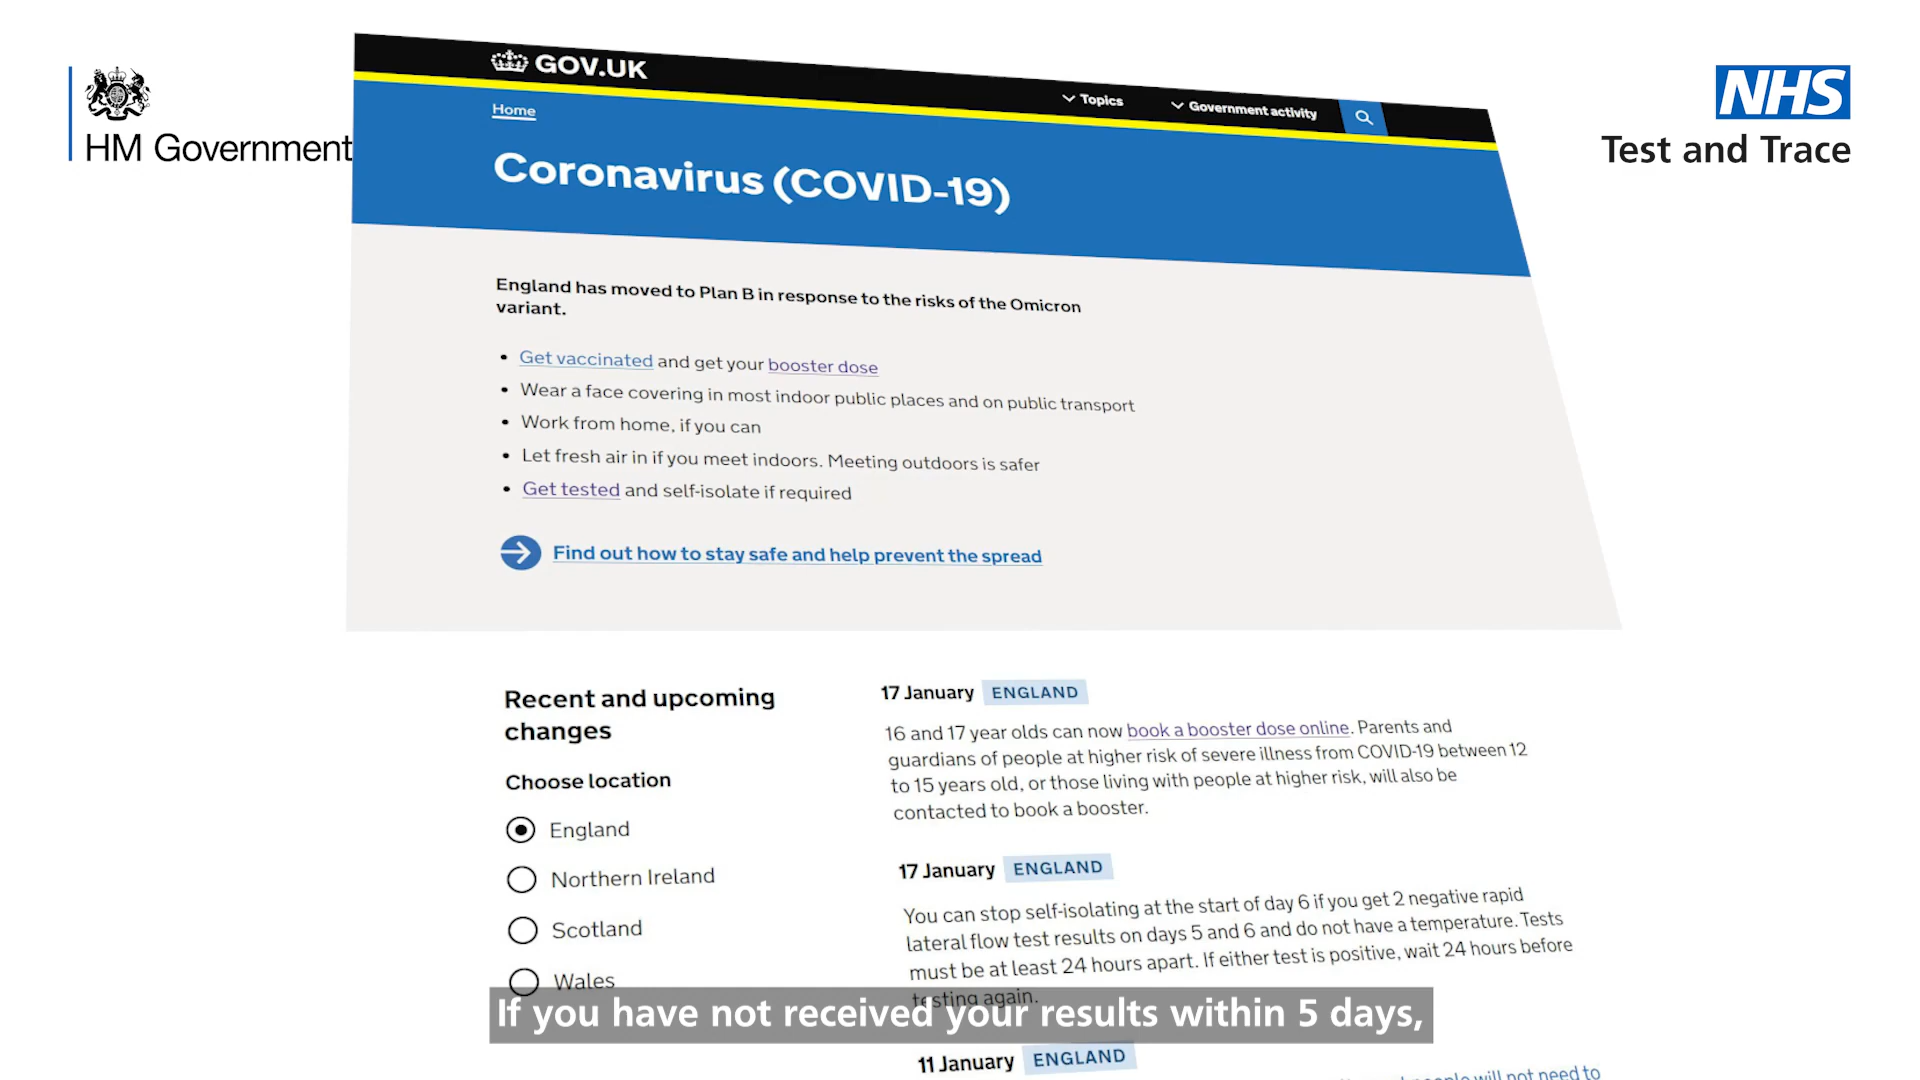 HM Government
NHS
Test and Trace
GOV.UK
Topics
Government activity
Home
Coronavirus (COVID-19)
England has moved to Plan B in response to the risks of the Omicron
variant.
• Get vaccinated and get your booster dose
• Wear a face covering in most indoor public places and on public transport
• Work from home, if you can
• Let fresh air in if you meet indoors. Meeting outdoors is safer
• Get tested and self-isolate if required
Find out how to stay safe and help prevent the spread
Recent and upcoming
changes
Choose location
England
Northern Ireland
Scotland
Wales
17 January ENGLAND
16 and 17 year olds can now book a booster dose online. Parents and
guardians of people at higher risk of severe illness from COVID-19 between 12
to 15 years old, or those living with people at higher risk, will also be
contacted to book a booster.
17 January ENGLAND
You can stop self-isolating at the start of day 6 if you get 2 negative rapid
lateral flow test results on days 5 and 6 and do not have a temperature. Tests
must be at least 24 hours apart. If either test is positive, wait 24 hours before
testing again.
If you have not received your results within 5 days,
11 January ENGLAND
people will not need to